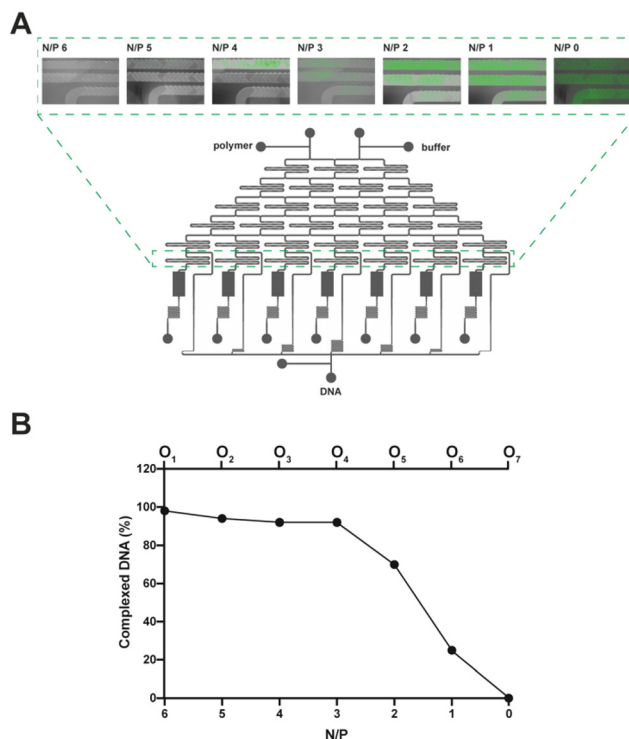 A
N/P 6 N/P 5 N/P 4 N/P 3 N/P 2 N/P 1 N/P 0
polymer buffer
DNA
B
O1 O2 O3 O4 O5 O6 O7
120
100
80
60
40
20
0
Complexed DNA (%)
6 5 4 3 2 1 0
N/P